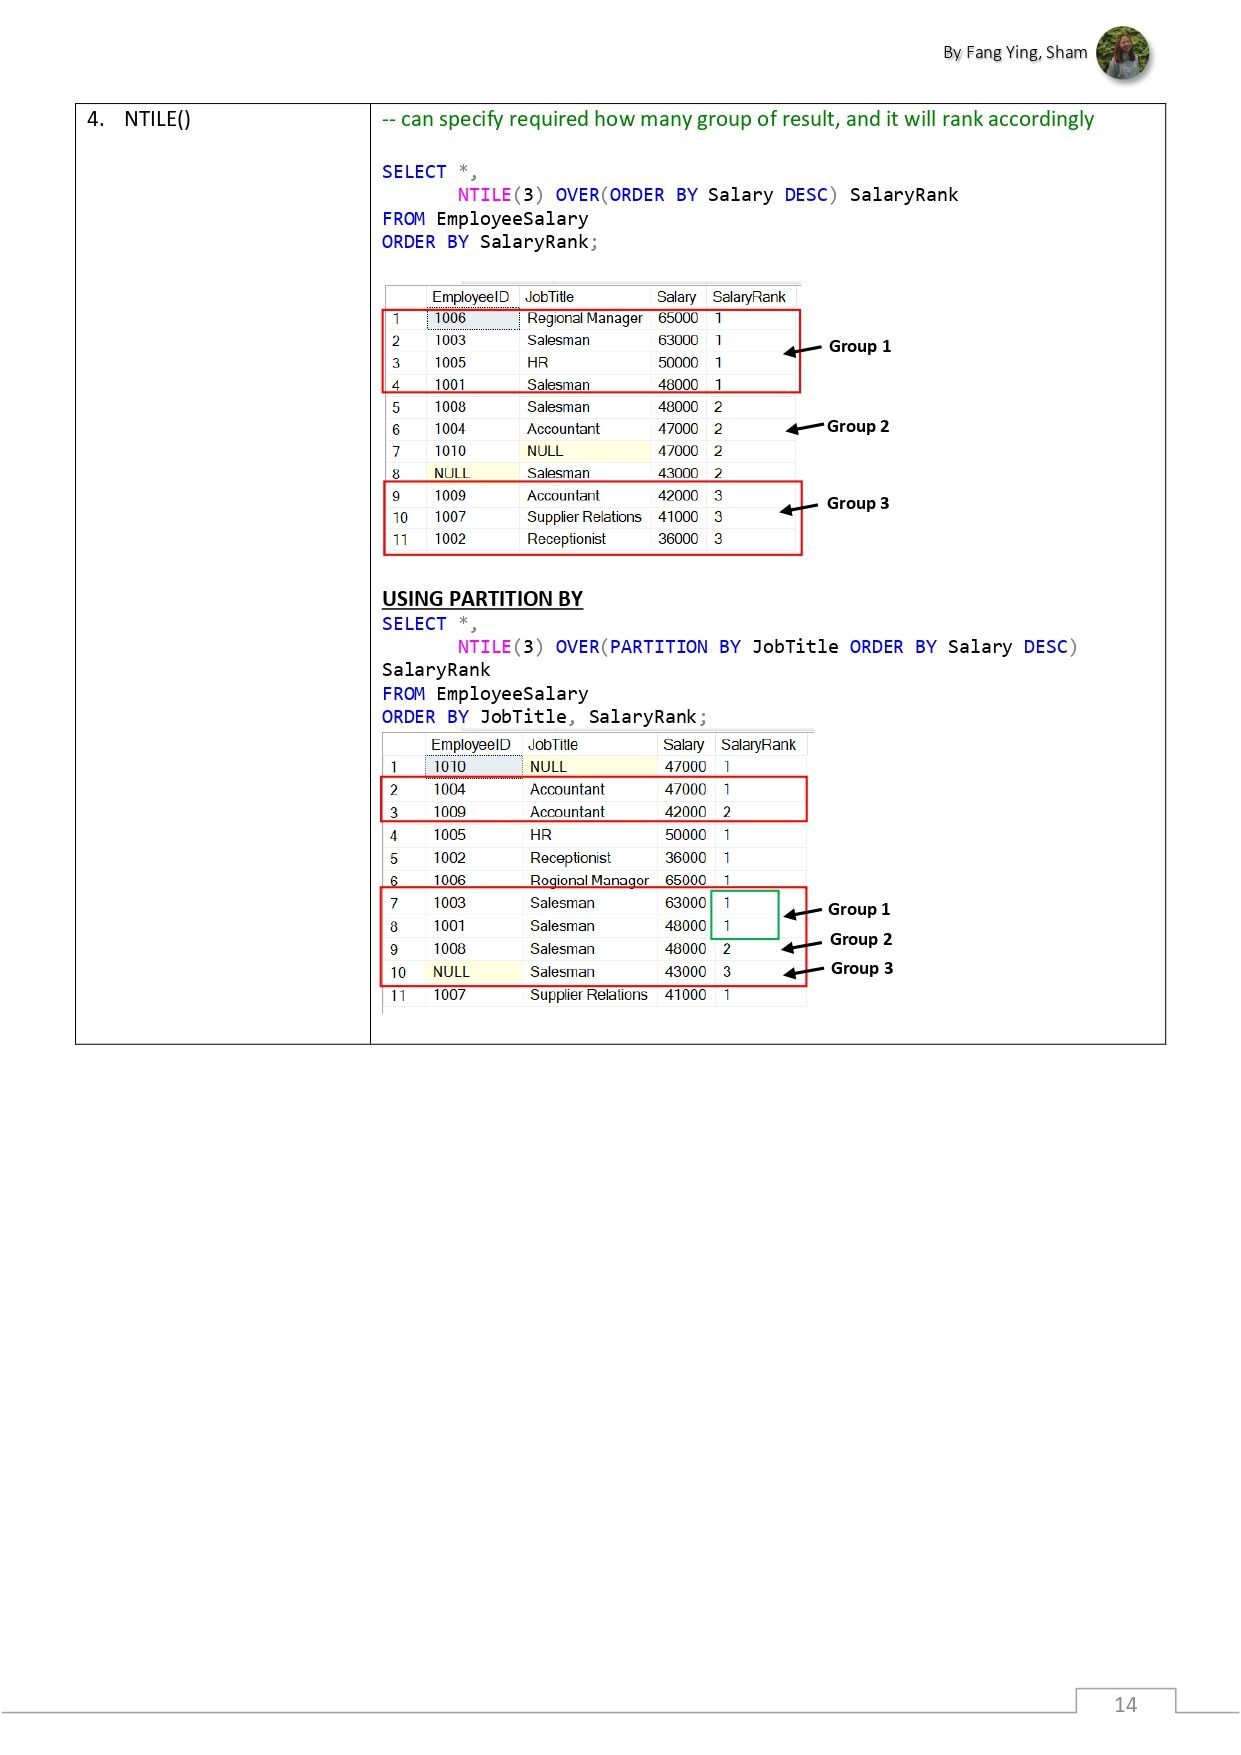 By Fang Ying, Sham
4. NTILE()
-- can specify required how many group of result, and it will rank accordingly
SELECT *,
NTILE(3) OVER(ORDER BY Salary DESC) SalaryRank
FROM EmployeeSalary
ORDER BY SalaryRank;
EmployeeID JobTitle Salary SalaryRank
1 1006 Regional Manager 65000 1
2 1003 Salesman 63000 1
3 1005 HR 50000 1
4 1001 Salesman 48000 1
5 1008 Salesman 48000 2
6 1004 Accountant 47000 2
7 1010 NULL 47000 2
8 NULL Salesman 43000 2
9 1009 Accountant 42000 3
10 1007 Supplier Relations 41000 3
11 1002 Receptionist 36000 3
Group 1
Group 2
Group 3
USING PARTITION BY
SELECT *,
NTILE(3) OVER(PARTITION BY JobTitle ORDER BY Salary DESC)
SalaryRank
FROM EmployeeSalary
ORDER BY JobTitle, SalaryRank;
EmployeeID JobTitle Salary SalaryRank
1 1010 NULL 47000 1
2 1004 Accountant 47000 1
3 1009 Accountant 42000 2
4 1005 HR 50000 1
5 1002 Receptionist 36000 1
6 1006 Regional Manager 65000 1
7 1003 Salesman 63000 1
8 1001 Salesman 48000 1
9 1008 Salesman 48000 2
10 NULL Salesman 43000 3
11 1007 Supplier Relations 41000 1
Group 1
Group 2
Group 3
14